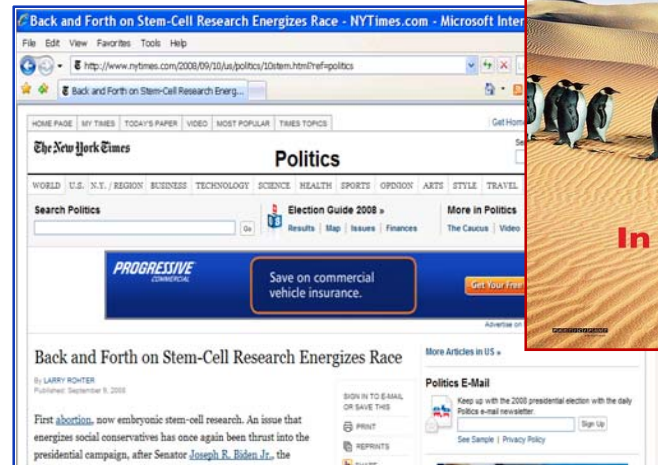 Back and Forth on Stem-Cell Research Energizes Race - NYTimes.com - Microsoft Inter
File Edit View Favorites Tools Help
http://www.nytimes.com/2008/09/10/us/politics/10stem.html?ref=politics
Back and Forth on Stem-Cell Research Energ...
HOME PAGE MY TIMES TODAY'S PAPER VIDEO MOST POPULAR TIMES TOPICS
Get Hom
The New York Times
Politics
WORLD U.S. N.Y. / REGION BUSINESS TECHNOLOGY SCIENCE HEALTH SPORTS OPINION ARTS STYLE TRAVEL
Search Politics
Go
Election Guide 2008 »
Results | Map | Issues | Finances
More in Politics
The Caucus | Video
PROGRESSIVE
COMMERCIAL
Save on commercial
vehicle insurance.
Get Your Free
Advertise on
In
Back and Forth on Stem-Cell Research Energizes Race
By LARRY ROHTER
Published: September 9, 2008
First abortion, now embryonic stem-cell research. An issue that
energizes social conservatives has once again been thrust into the
presidential campaign, after Senator Joseph R. Biden Jr., the
SIGN IN TO E-MAIL
OR SAVE THIS
PRINT
REPRINTS
SHARE
More Articles in US »
Politics E-Mail
Keep up with the 2008 presidential election with the daily
Politics e-mail newsletter.
Sign Up
See Sample | Privacy Policy